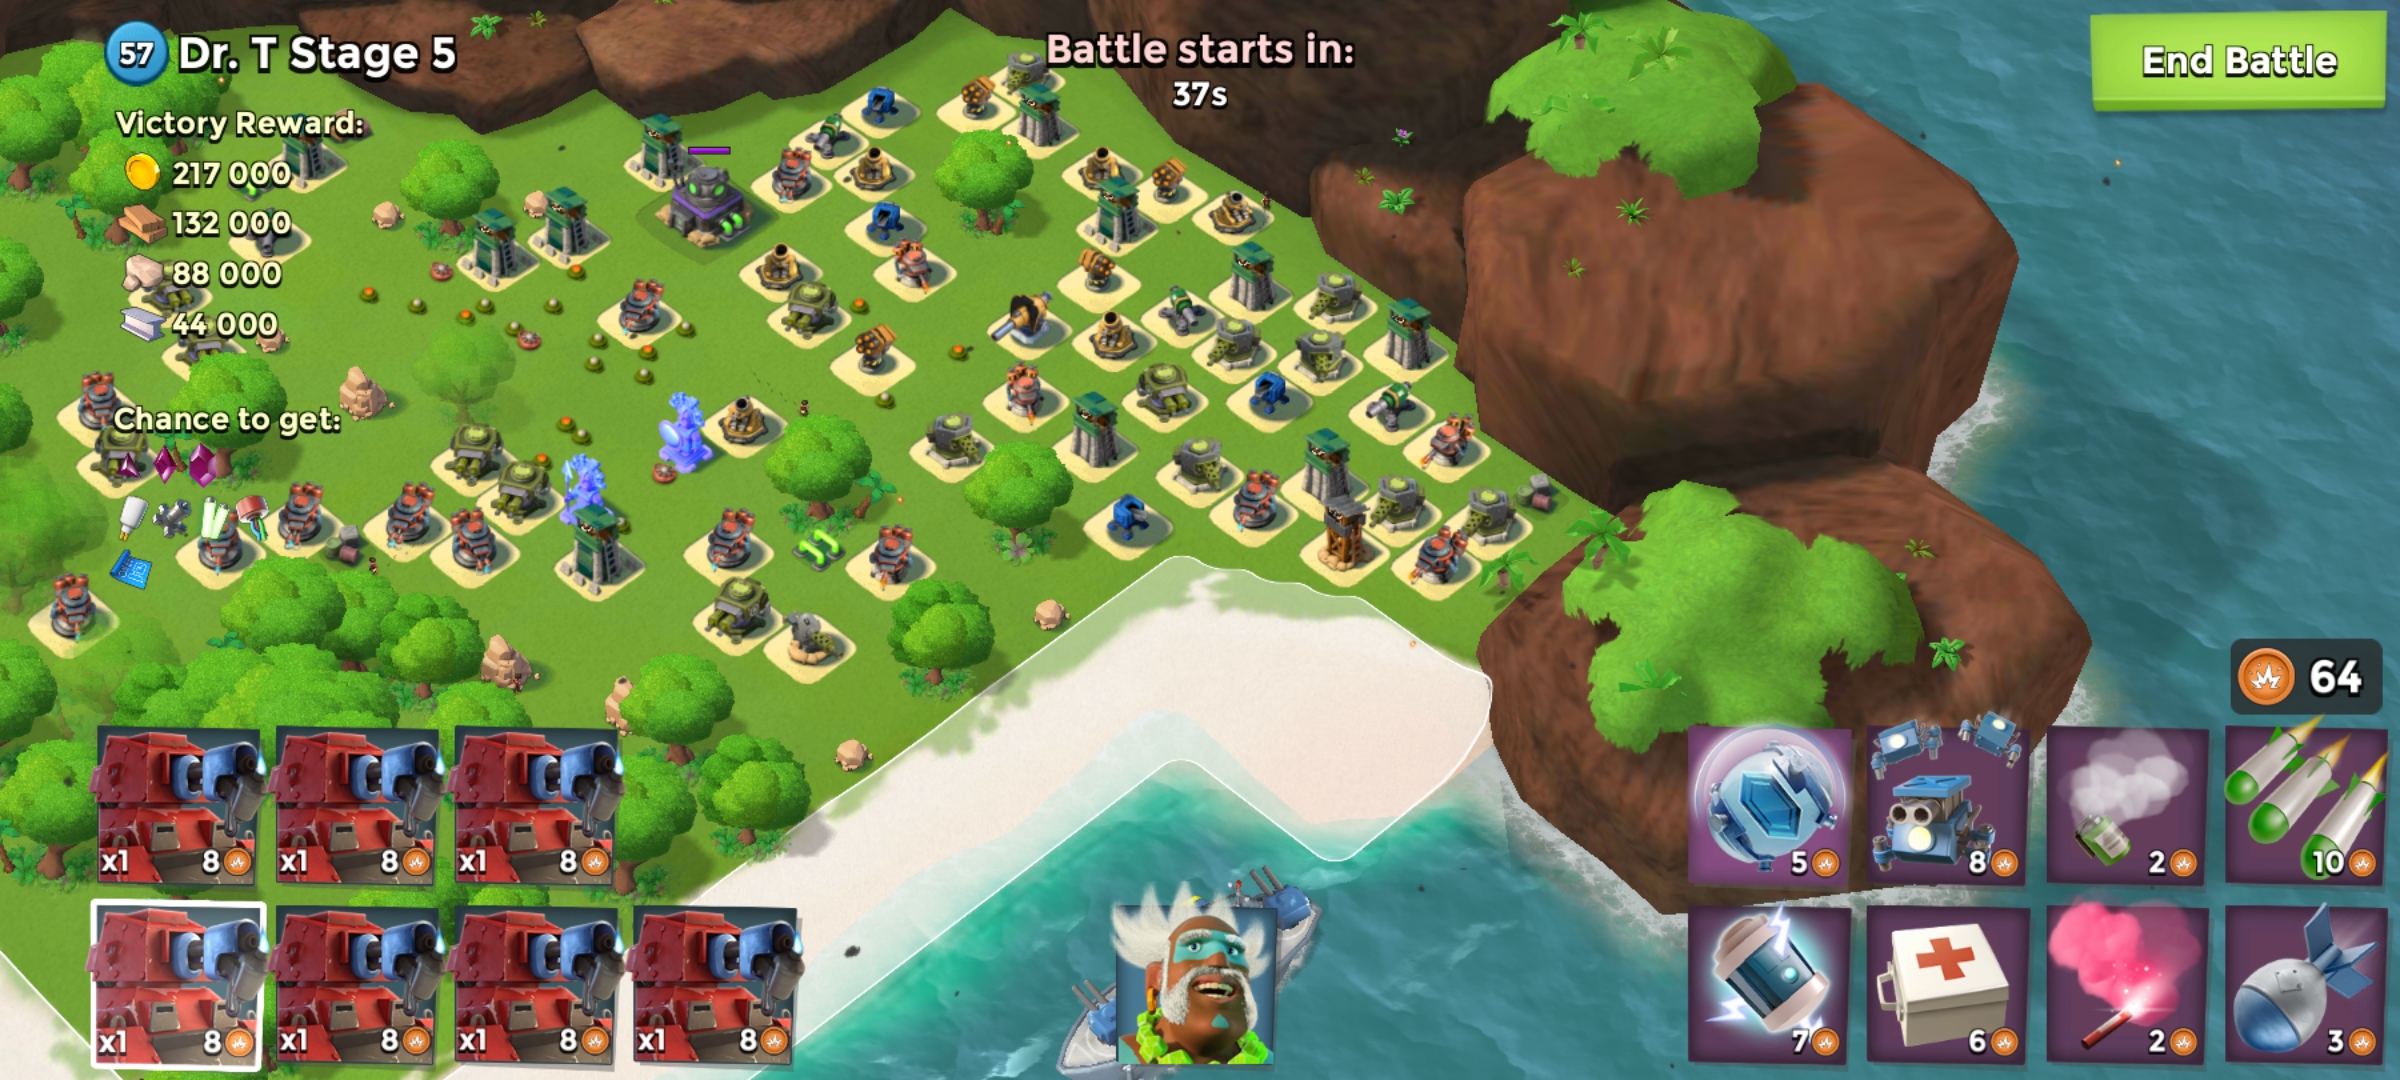 57 Dr. T Stage 5
Battle starts in:
37s
End Battle
Victory Reward:
217 000
132 000
88 000
44 000
Chance to get:
64
x1 8
x1 8
x1 8
5
8
2
10
x1 8
x1 8
x1 8
x1 8
7
6
2
3